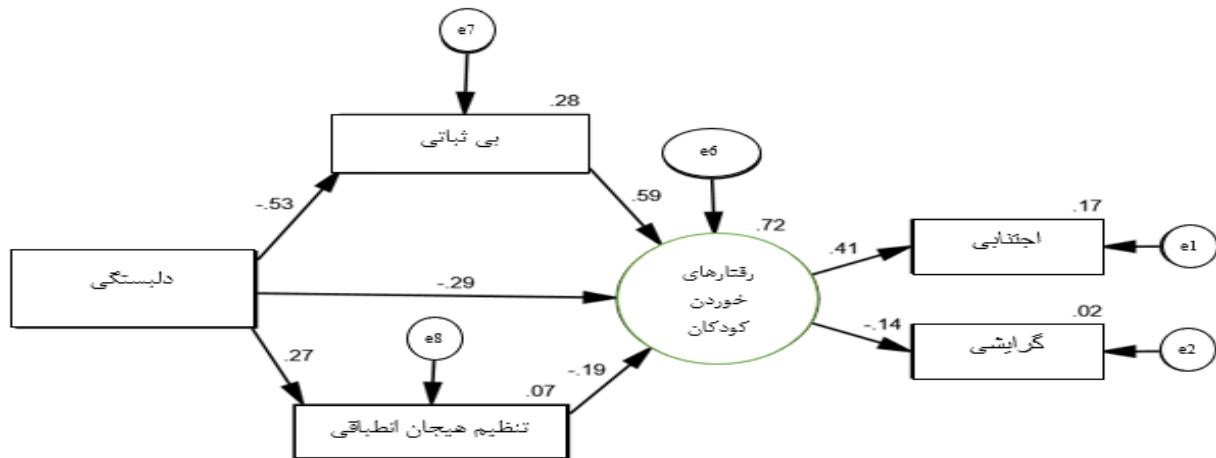 e7
.28
بی ثباتی
e6
-.53
.59
.72
.17
.41
اجتنابی
e1
دلبستگی
رفتارهای
خوردن
کودکان
-.29
e8
-.14
.02
گرایشی
e2
.27
-.19
.07
تنظیم هیجان انطباقی